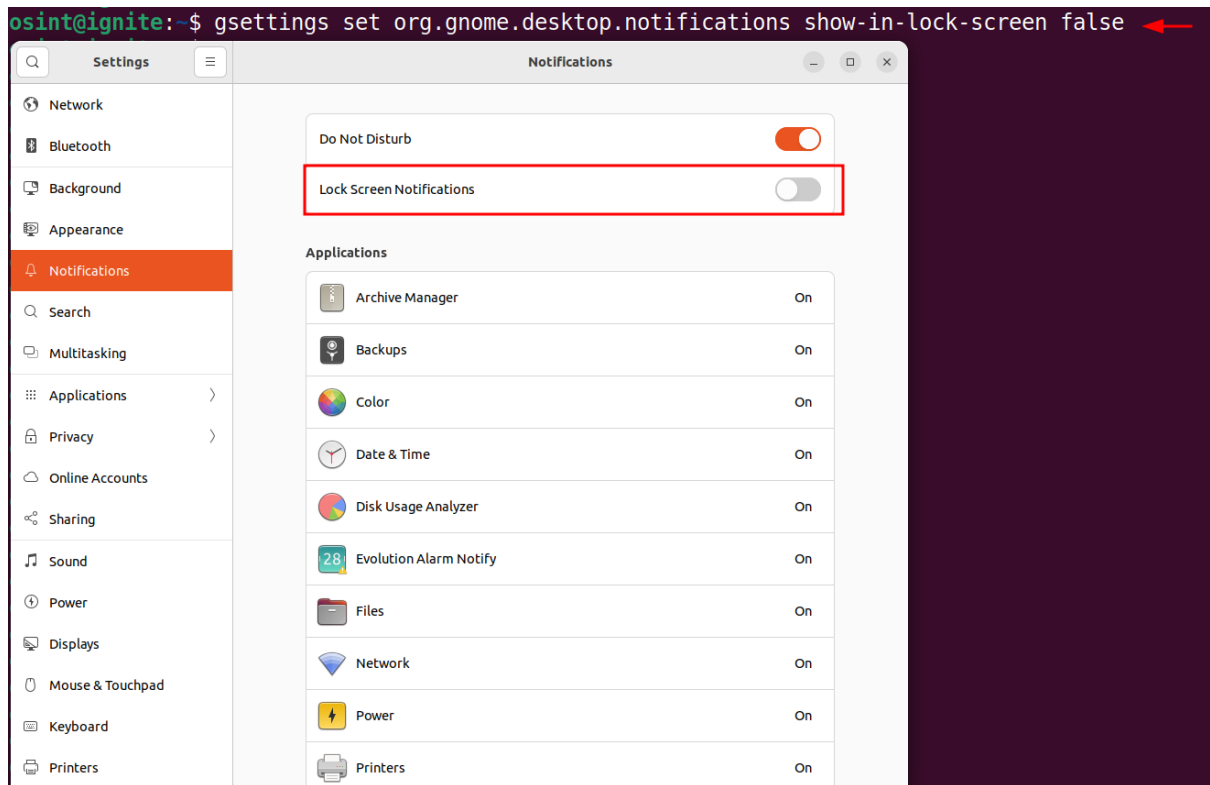 osint@ignite:~$ gsettings set org.gnome.desktop.notifications show-in-lock-screen false
Settings
Notifications
Network
Bluetooth
Background
Appearance
Notifications
Search
Multitasking
Applications
Privacy
Online Accounts
Sharing
Sound
Power
Displays
Mouse & Touchpad
Keyboard
Printers
Do Not Disturb
Lock Screen Notifications
Applications
Archive Manager On
Backups On
Color On
Date & Time On
Disk Usage Analyzer On
28 Evolution Alarm Notify On
Files On
Network On
Power On
Printers On